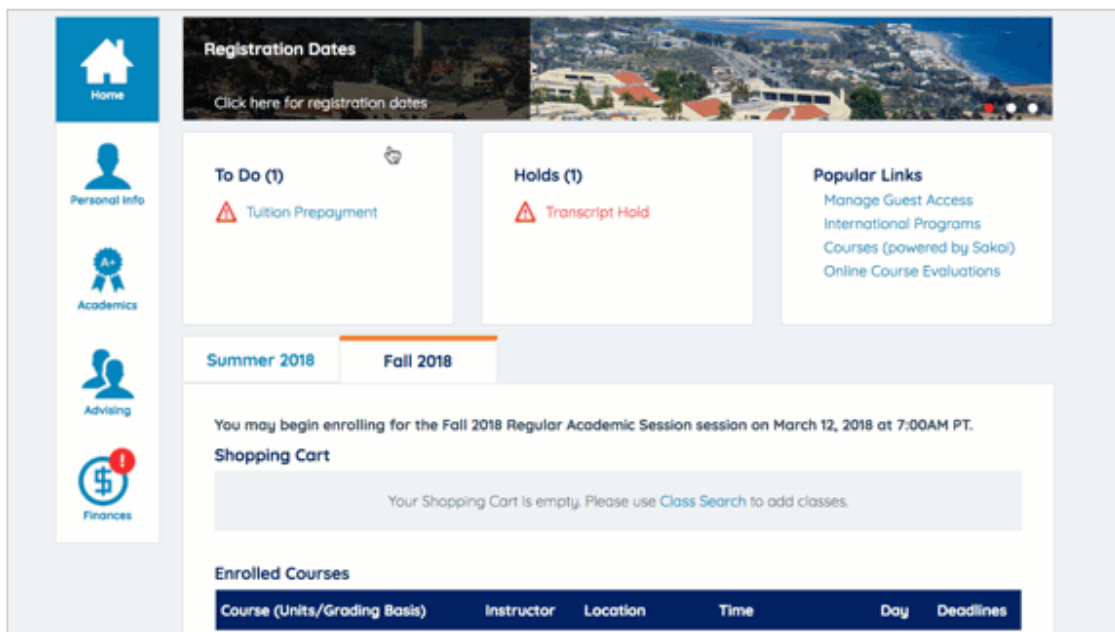 Home
Personal Info
A+
Academics
Advising
!
$
Finances
Registration Dates
Click here for registration dates
To Do (1)
Tuition Prepayment
Holds (1)
Transcript Hold
Popular Links
Manage Guest Access
International Programs
Courses (powered by Sakai)
Online Course Evaluations
Summer 2018 Fall 2018
You may begin enrolling for the Fall 2018 Regular Academic Session session on March 12, 2018 at 7:00AM PT.
Shopping Cart
Your Shopping Cart is empty. Please use Class Search to add classes.
Enrolled Courses
Course (Units/Grading Basis) Instructor Location Time Day Deadlines